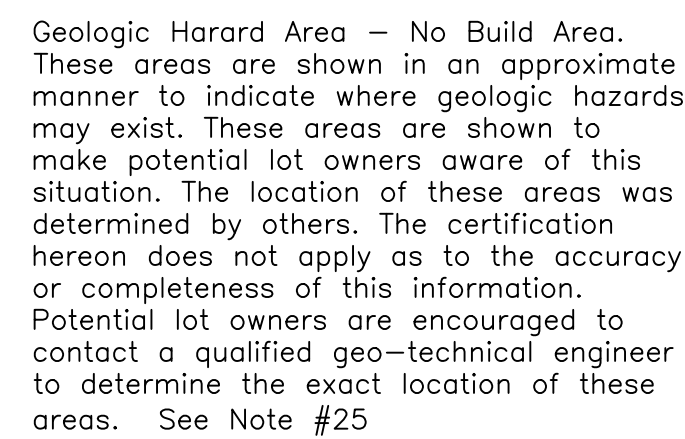 Geologic Harard Area – No Build Area.
These areas are shown in an approximate
manner to indicate where geologic hazards
may exist. These areas are shown to
make potential lot owners aware of this
situation. The location of these areas was
determined by others. The certification
hereon does not apply as to the accuracy
or completeness of this information.
Potential lot owners are encouraged to
contact a qualified geo–technical engineer
to determine the exact location of these
areas. See Note #25